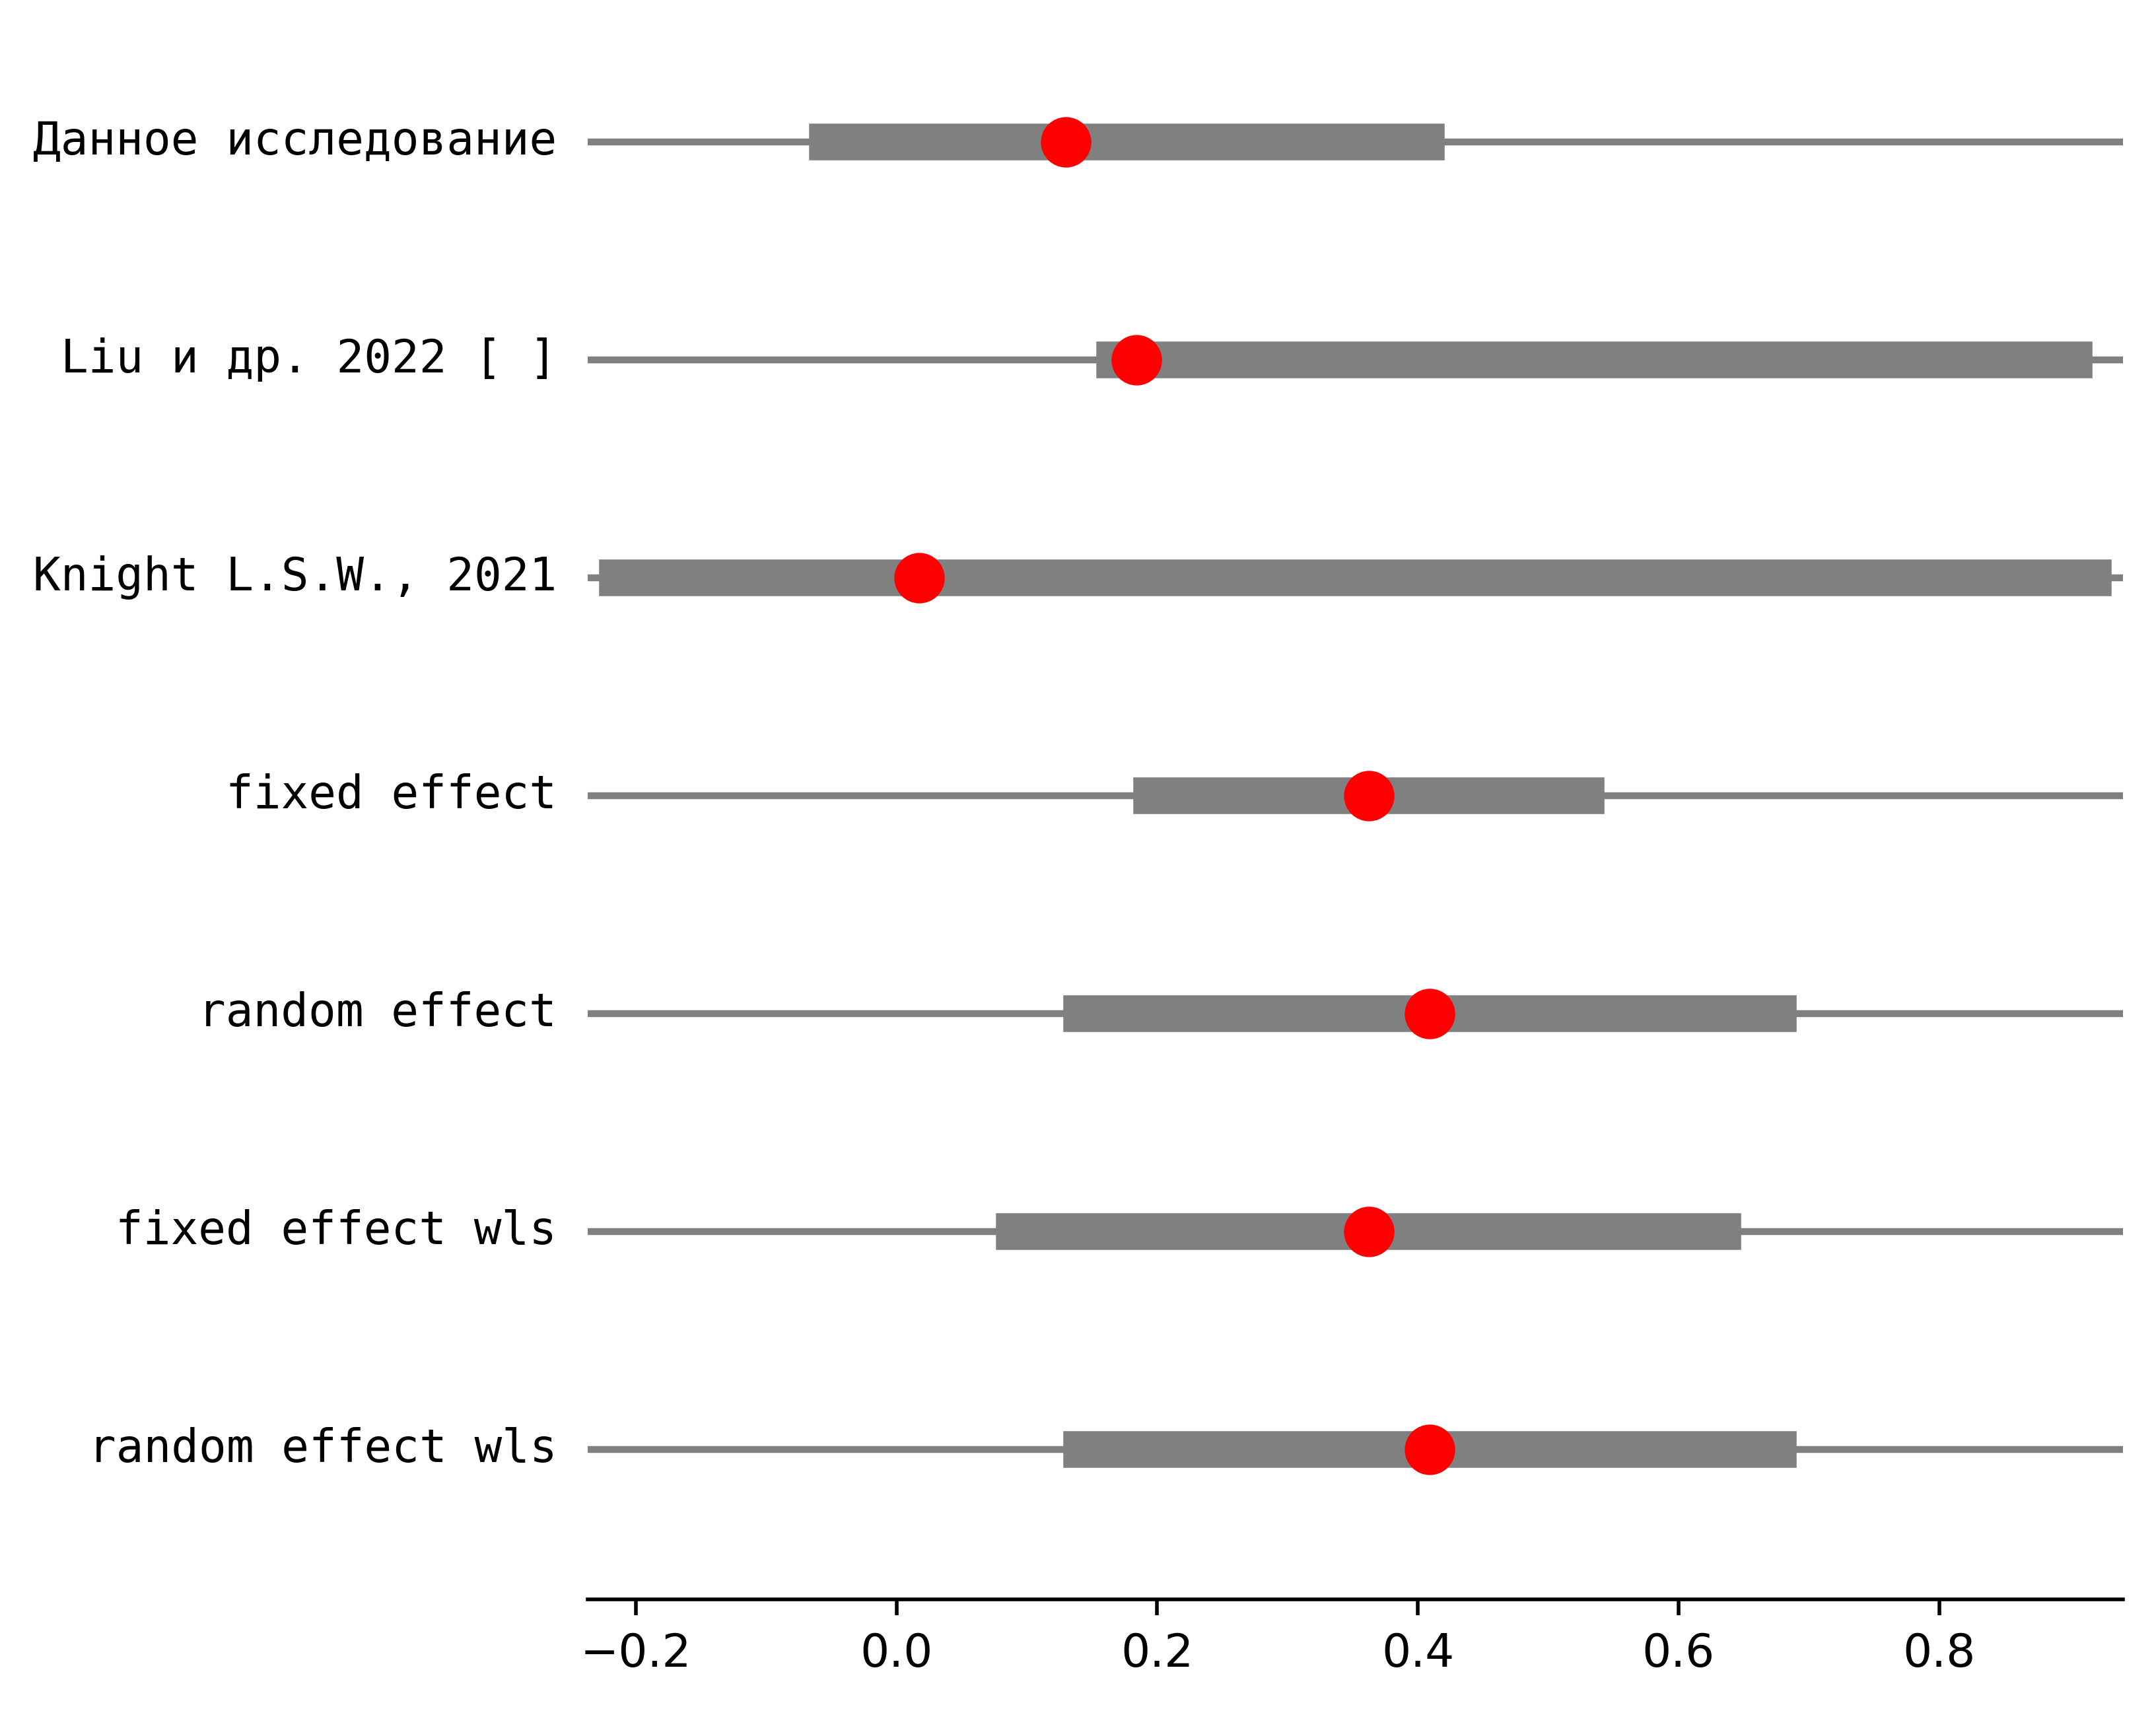 Данное исследование
Liu и др. 2022 [ ]
Knight L.S.W., 2021
fixed effect
random effect
fixed effect wls
random effect wls
−0.2 0.0 0.2 0.4 0.6 0.8